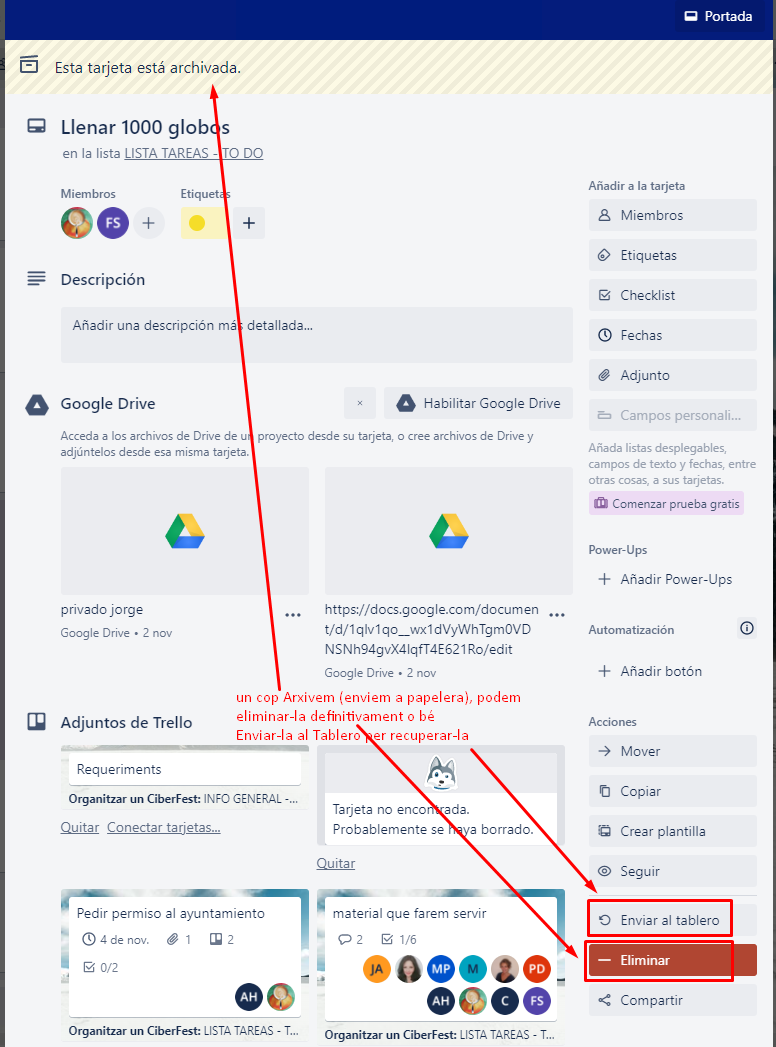 Portada
Esta tarjeta está archivada.
Llenar 1000 globos
en la lista LISTA TAREAS - TO DO
Miembros
Etiquetas
FS
Descripción
Añadir una descripción más detallada...
Google Drive
Habilitar Google Drive
Acceda a los archivos de Drive de un proyecto desde su tarjeta, o cree archivos de Drive y
adjúntelos desde esa misma tarjeta.
privado jorge
Google Drive • 2 nov
https://docs.google.com/documen
t/d/1qlv1qo__wx1dVyWhTgm0VD
NSNh94gvX4lqfT4E621Ro/edit
Google Drive • 2 nov
un cop Arxivem (enviem a papelera), podem
eliminar-la definitivament o bé
Enviar-la al Tablero per recuperar-la
Adjuntos de Trello
Requeriments
Organtzar un CiberFest: INFO GENERAL -...
Quitar Conectar tarjetas...
Tarjeta no encontrada.
Probablemente se haya borrado.
Quitar
Pedir permiso al ayuntamiento
4 de nov. 1 2
0/2
AH
Organtzar un CiberFest: LISTA TAREAS - T...
material que farem servir
2 1/6
JA MP M PD
AH C FS
Organtzar un CiberFest: LISTA TAREAS - T...
Añadir a la tarjeta
Miembros
Etiquetas
Checklist
Fechas
Adjunto
Campos personali...
Añada listas desplegables,
campos de texto y fechas, entre
otras cosas, a sus tarjetas.
Comenzar prueba gratis
Power-Ups
Añadir Power-Ups
Automatización
Añadir botón
Acciones
Mover
Copiar
Crear plantilla
Seguir
Enviar al tablero
Eliminar
Compartir